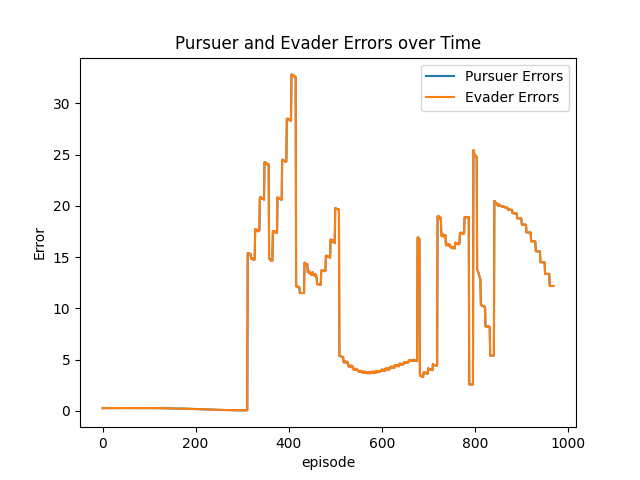 Pursuer and Evader Errors over Time
Pursuer Errors
Evader Errors
30
25
20
15
10
5
0
Error
0 200 400 600 800 1000
episode